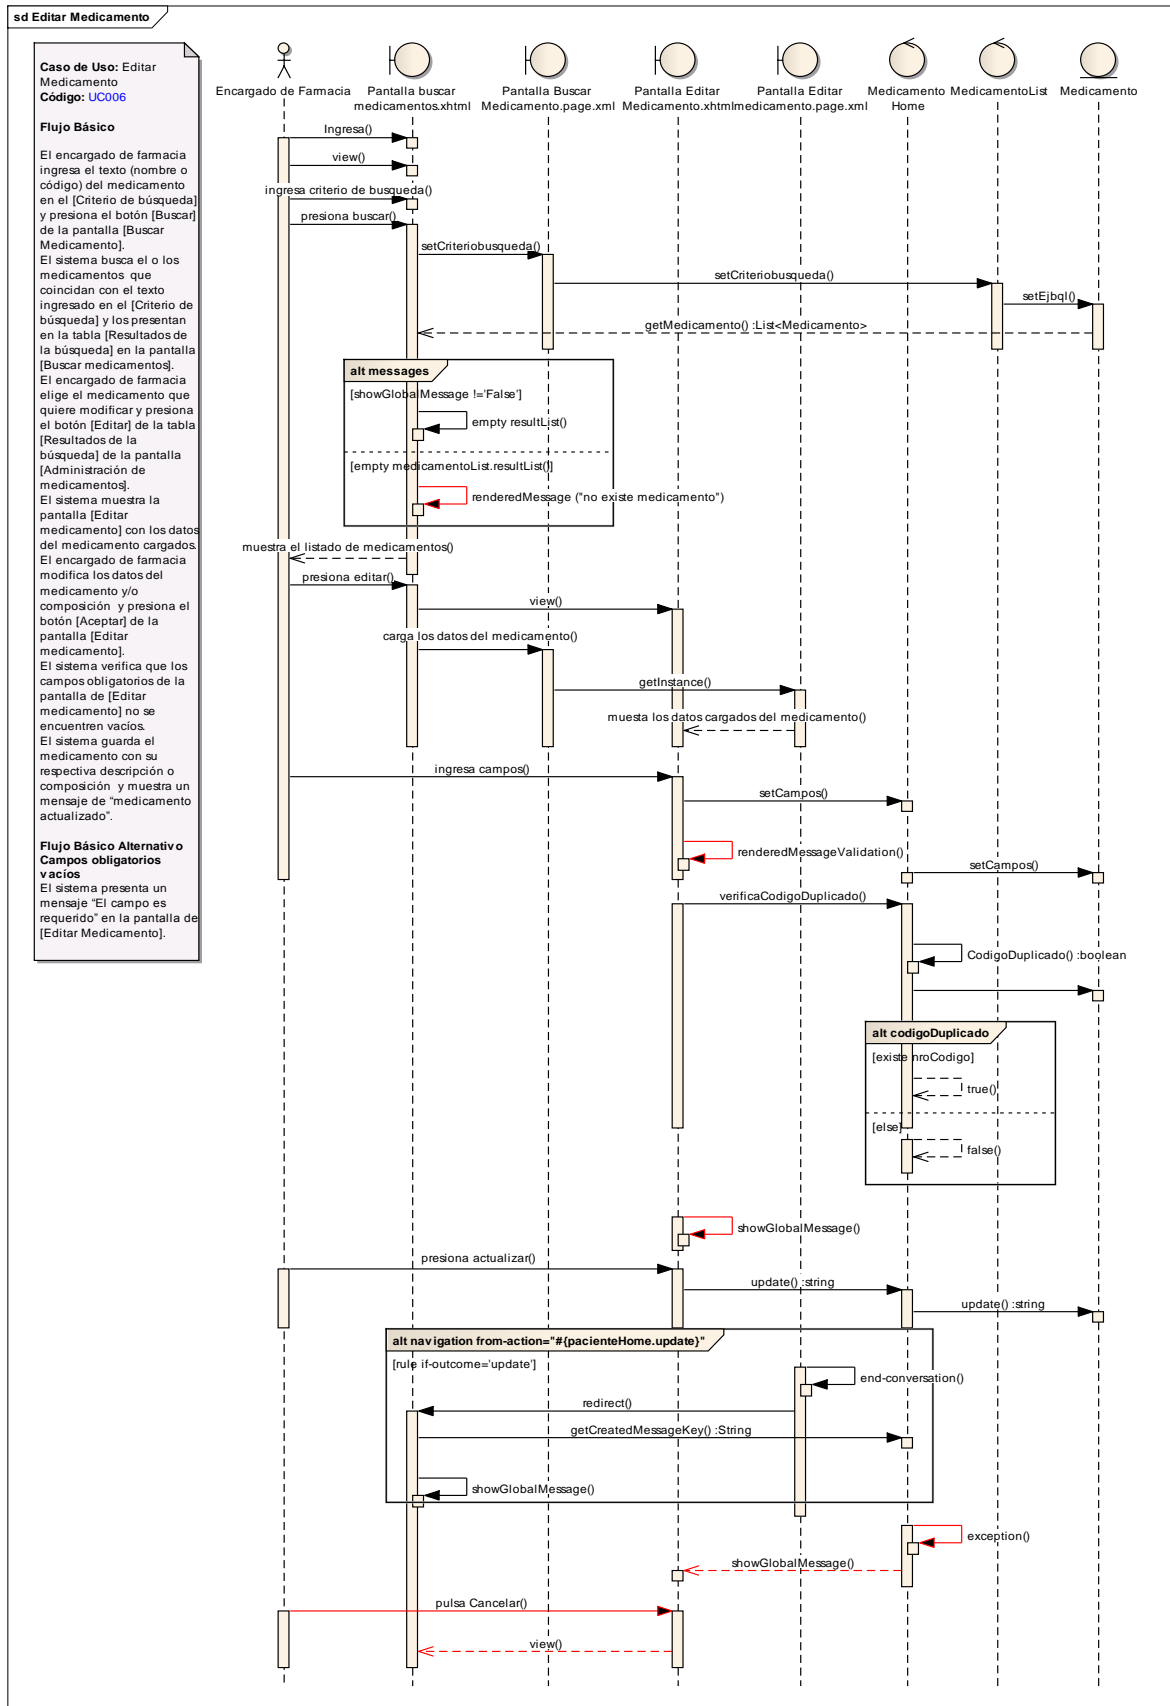 sd Editar Medicamento
Caso de Uso: Editar
Medicamento
Código: UC006
Flujo Básico
El encargado de farmacia
ingresa el texto (nombre o
código) del medicamento
en el [Criterio de búsqueda]
y presiona el botón [Buscar]
de la pantalla [Buscar
Medicamento].
El sistema busca el o los
medicamentos que
coincidan con el texto
ingresado en el [Criterio de
búsqueda] y los presentan
en la tabla [Resultados de
la búsqueda] en la pantalla
[Buscar medicamentos].
El encargado de farmacia
elige el medicamento que
quiere modificar y presiona
el botón [Editar] de la tabla
[Resultados de la
búsqueda] de la pantalla
[Administración de
medicamentos].
El sistema muestra la
pantalla [Editar
medicamento] con los datos
del medicamento cargados.
El encargado de farmacia
modifica los datos del
medicamento y/o
composición y presiona el
botón [Aceptar] de la
pantalla [Editar
medicamento].
El sistema verifica que los
campos obligatorios de la
pantalla de [Editar
medicamento] no se
encuentren vacíos.
El sistema guarda el
medicamento con su
respectiva descripción o
composición y muestra un
mensaje de “medicamento
actualizado”.
Flujo Básico Alternativo
Campos obligatorios
vacíos
El sistema presenta un
mensaje “El campo es
requerido” en la pantalla de
[Editar Medicamento].
Encargado de Farmacia
Pantalla buscar
medicamentos.xhtml
Pantalla Buscar
Medicamento.page.xml
Pantalla Editar
Medicamento.xhtml
Pantalla Editar
medicamento.page.xml
Medicamento
Home
MedicamentoList
Medicamento
Ingresa()
view()
ingresa criterio de busqueda()
presiona buscar()
setCriteriobusqueda()
setCriteriobusqueda()
setEjbql()
getMedicamento() :List<Medicamento>
alt messages
[showGlobalMessage !='False']
empty resultList()
[empty medicamentoList.resultList()]
renderedMessage ("no existe medicamento")
muestra el listado de medicamentos()
presiona editar()
view()
carga los datos del medicamento()
getInstance()
muesta los datos cargados del medicamento()
ingresa campos()
setCampos()
renderedMessageValidation()
setCampos()
verificaCodigoDuplicado()
CodigoDuplicado() :boolean
alt codigoDuplicado
[existe nroCodigo]
true()
[else]
false()
showGlobalMessage()
presiona actualizar()
update() :string
update() :string
alt navigation from-action="#{pacienteHome.update}"
[rule if-outcome='update']
end-conversation()
redirect()
getCreatedMessageKey() :String
showGlobalMessage()
exception()
showGlobalMessage()
pulsa Cancelar()
view()